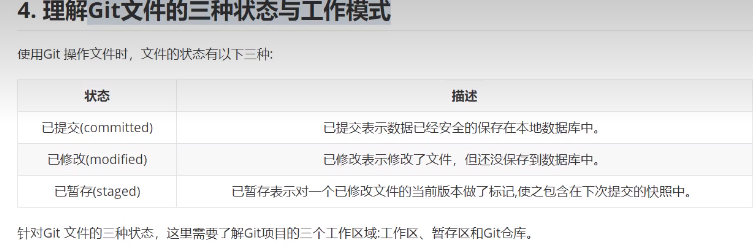 4. 理解Git文件的三种状态与工作模式
使用Git 操作文件时，文件的状态有以下三种:
状态 描述
已提交(committed) 已提交表示数据已经安全的保存在本地数据库中。
已修改(modified) 已修改表示修改了文件，但还没保存到数据库中。
已暂存(staged) 已暂存表示对一个已修改文件的当前版本做了标记,使之包含在下次提交的快照中。
针对Git 文件的三种状态，这里需要了解Git项目的三个工作区域:工作区、暂存区和Git仓库。